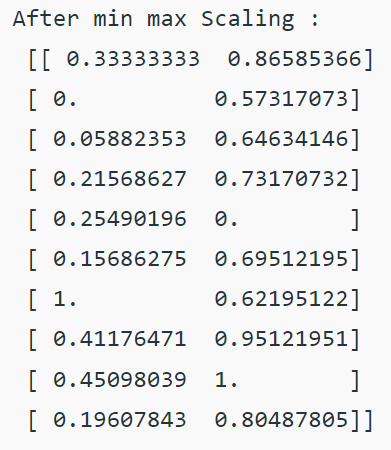 After min max Scaling :
[[ 0.33333333  0.86585366]
[ 0.          0.57317073]
[ 0.05882353  0.64634146]
[ 0.21568627  0.73170732]
[ 0.25490196  0.        ]
[ 0.15686275  0.69512195]
[ 1.          0.62195122]
[ 0.41176471  0.95121951]
[ 0.45098039  1.        ]
[ 0.19607843  0.80487805]]